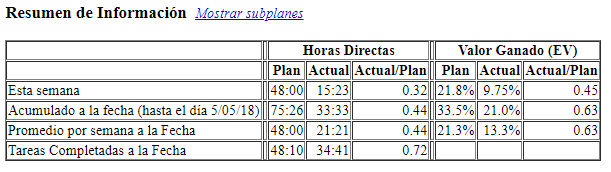 Resumen de Información Mostrar subplanes
Horas Directas Valor Ganado (EV)
Plan Actual Actual/Plan Plan Actual Actual/Plan
Esta semana 48:00 15:23 0.32 21.8% 9.75% 0.45
Acumulado a la fecha (hasta el día 5/05/18) 75:26 33:33 0.44 33.5% 21.0% 0.63
Promedio por semana a la Fecha 48:00 21:21 0.44 21.3% 13.3% 0.63
Tareas Completadas a la Fecha 48:10 34:41 0.72